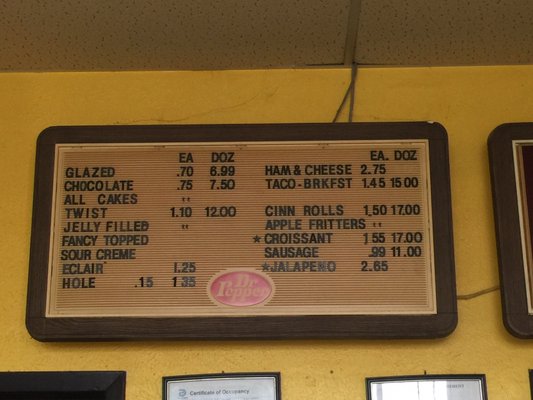 EA DOZ
GLAZED .70 6.99
CHOCOLATE .75 7.50
ALL CAKES "
TWIST 1.10 12.00
JELLY FILLED "
FANCY TOPPED
SOUR CREME
ECLAIR 1.25
HOLE .15 1 35
Dr Pepper
EA. DOZ
HAM & CHEESE 2.75
TACO-BRKFST 1.45 15 00
CINN ROLLS 1.50 17.00
APPLE FRITTERS "
★CROISSANT 1 55 17.00
SAUSAGE .99 11.00
★JALAPENO 2.65
Certificate of Occupancy